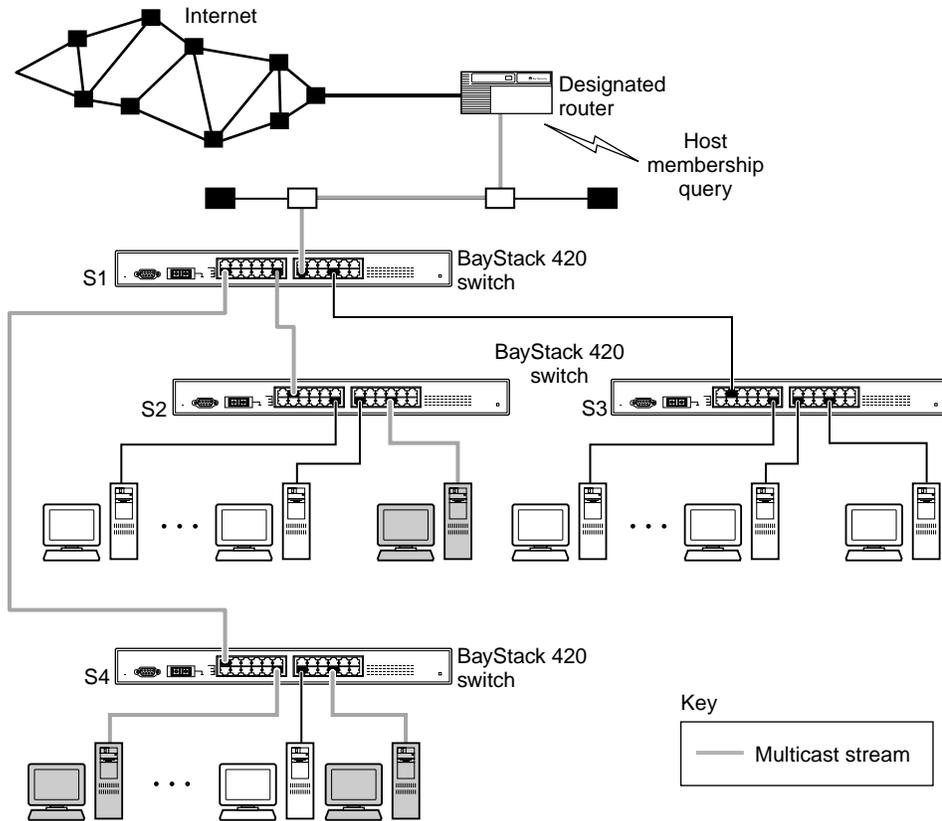 Internet
Designated
router
Host
membership
query
BayStack 420
switch
S1
BayStack 420
switch
S2
S3
BayStack 420
switch
S4
Key
Multicast stream